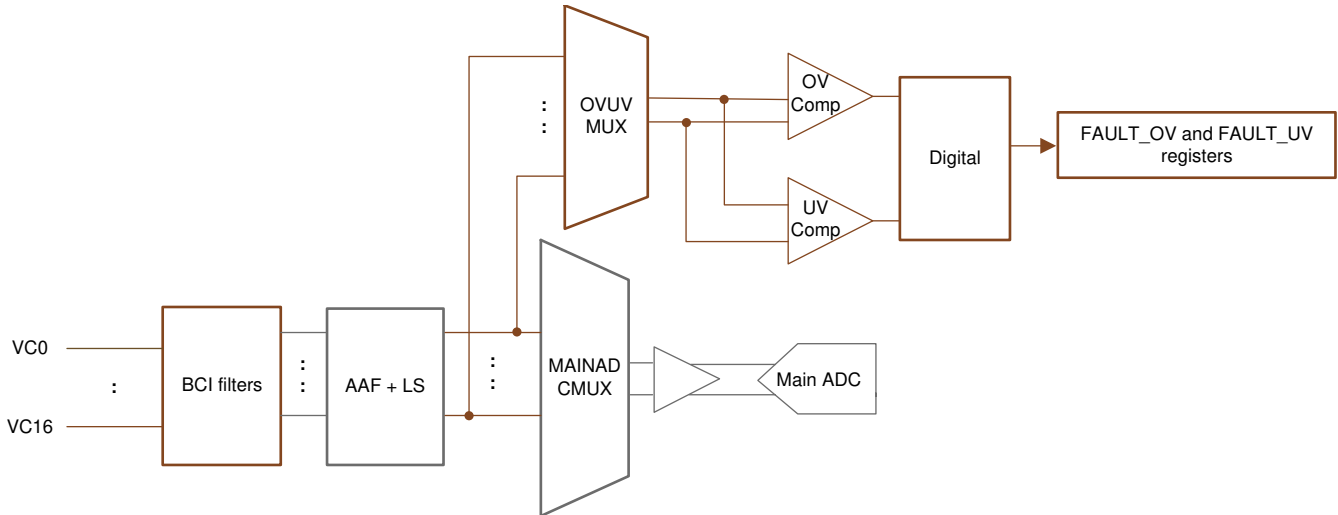 OV
Comp
OVUV
MUX
Digital
FAULT_OV and FAULT_UV
registers
UV
Comp
VC0
VC16
BCI filters
AAF + LS
MAINAD
CMUX
Main ADC